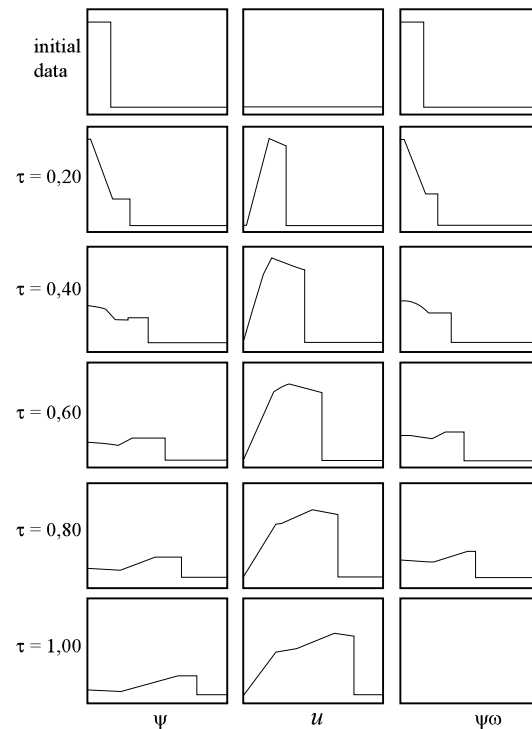 initial
data
τ = 0,20
τ = 0,40
τ = 0,60
τ = 0,80
τ = 1,00
ψ u ψω